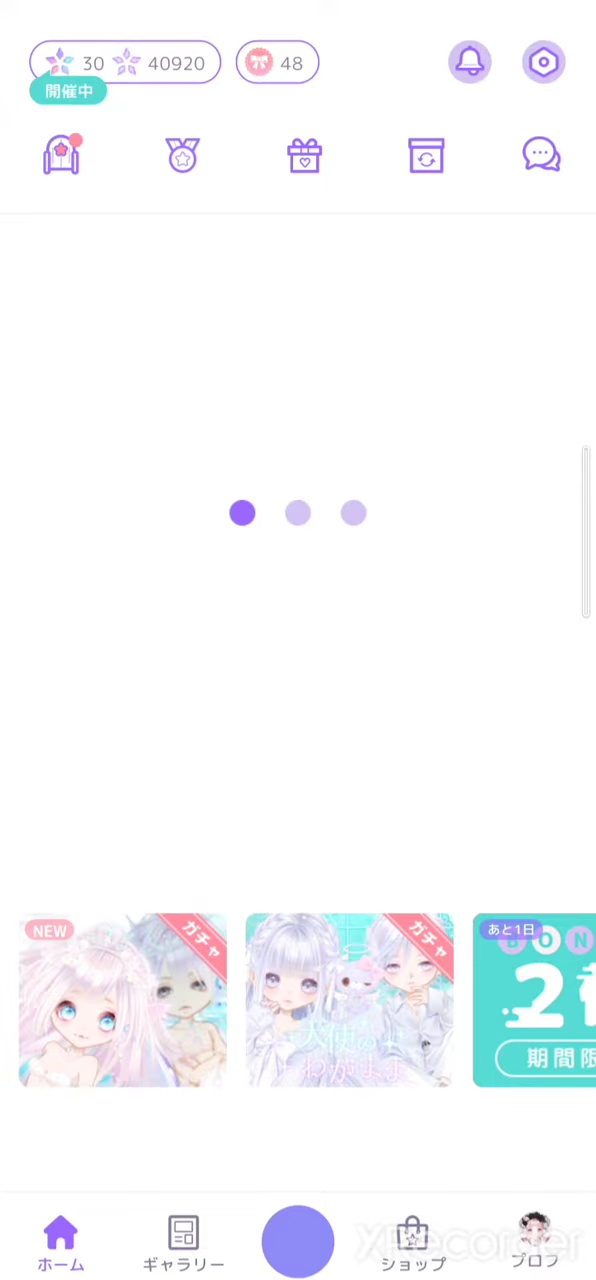 30 40920 48
開催中
NEW
ガチャ
ガチャ
あと1日
BON
天使の
わがまま
2
期間限
ホーム
ギャラリー
ショップ
プロフ
XRecorder